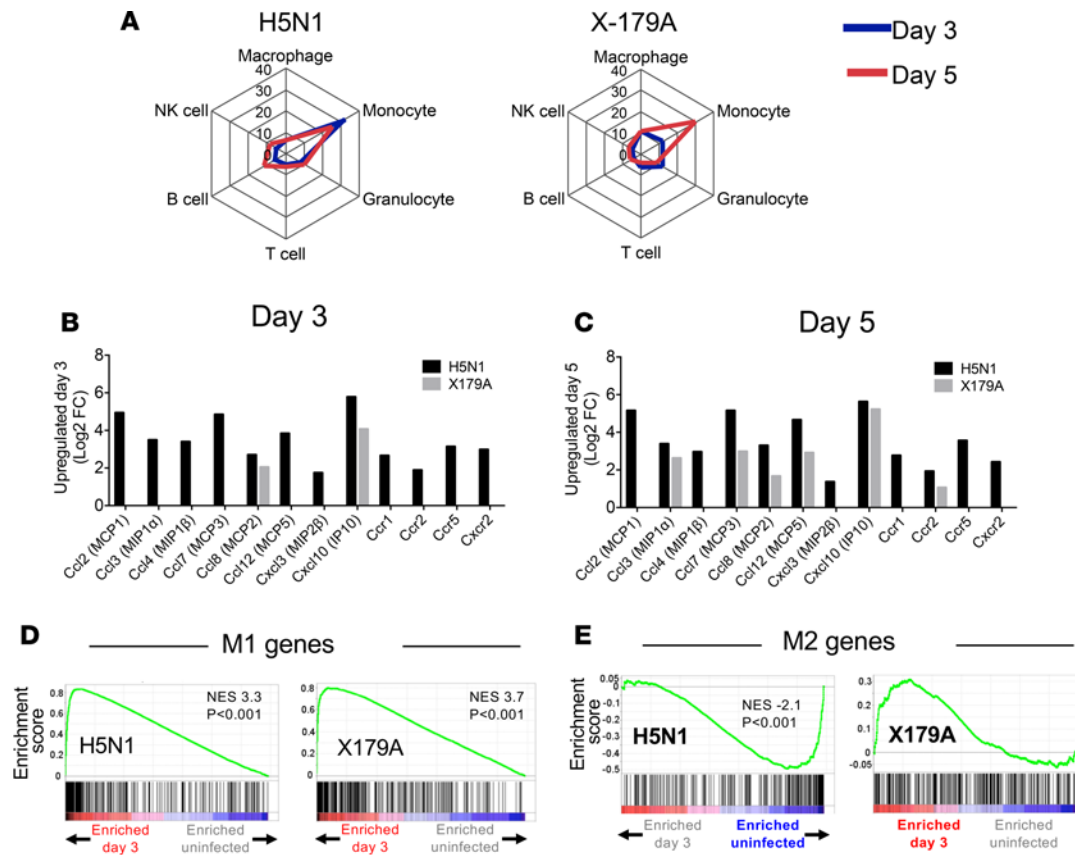 A
H5N1
X-179A
Day 3
Day 5
Macrophage
40
30
20
10
0
NK cell
Monocyte
B cell
Granulocyte
T cell
Macrophage
40
30
20
10
0
NK cell
Monocyte
B cell
Granulocyte
T cell
B
Day 3
Upregulated day 3
(Log2 FC)
8
6
4
2
0
H5N1
X179A
Ccl2 (MCP1)
Ccl3 (MIP1α)
Ccl4 (MIP1β)
Ccl7 (MCP3)
Ccl8 (MCP2)
Ccl12 (MCP5)
Cxcl3 (MIP2β)
Cxcl10 (IP10)
Ccr1
Ccr2
Ccr5
Cxcr2
C
Day 5
Upregulated day 5
(Log2 FC)
8
6
4
2
0
H5N1
X179A
Ccl2 (MCP1)
Ccl3 (MIP1α)
Ccl4 (MIP1β)
Ccl7 (MCP3)
Ccl8 (MCP2)
Ccl12 (MCP5)
Cxcl3 (MIP2β)
Cxcl10 (IP10)
Ccr1
Ccr2
Ccr5
Cxcr2
D
M1 genes
Enrichment
score
0.8
0.6
0.4
0.2
0
NES 3.3
P<0.001
H5N1
Enriched
day 3
Enriched
uninfected
0.8
0.6
0.4
0.2
0
NES 3.7
P<0.001
X179A
Enriched
day 3
Enriched
uninfected
E
M2 genes
Enrichment
score
0.05
0
-0.1
-0.2
-0.3
-0.4
-0.5
NES -2.1
P<0.001
H5N1
Enriched
day 3
Enriched
uninfected
0.3
0.2
0.1
0
-0.05
X179A
Enriched
day 3
Enriched
uninfected